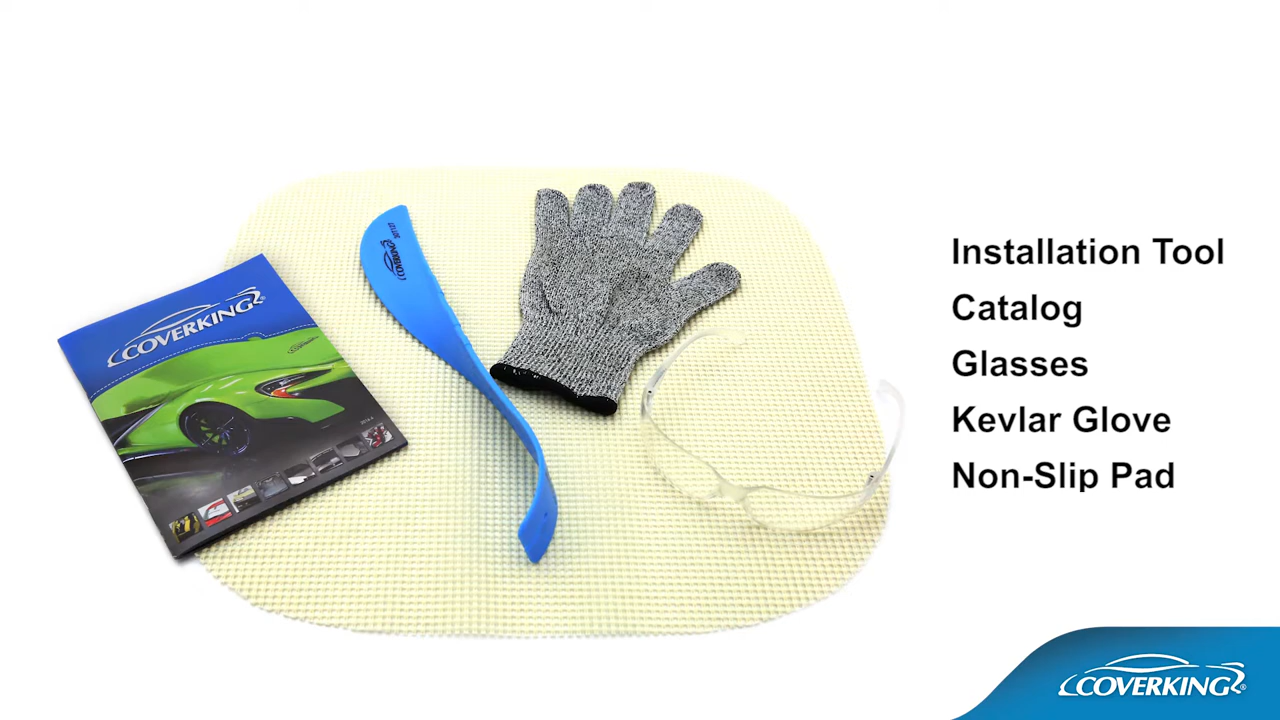 COVERKING®
COVERKING
Installation Tool
Catalog
Glasses
Kevlar Glove
Non-Slip Pad
COVERKING®